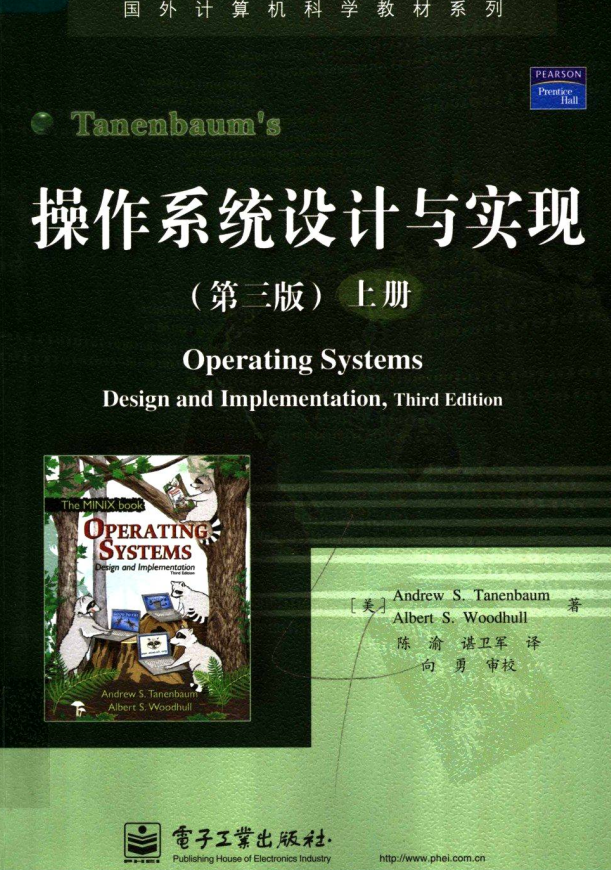 国外计算机科学教材系列
PEARSON
Prentice
Hall
Tanenbaum's
操作系统设计与实现
（第三版）上册
Operating Systems
Design and Implementation, Third Edition
The MINIX book
OPERATING
SYSTEMS
Design and Implementation
Third Edition
Andrew S. Tanenbaum
Albert S. Woodhull
[美] Andrew S. Tanenbaum
Albert S. Woodhull 著
陈 渝 谌卫军 译
向 勇 审校
电子工业出版社·
Publishing House of Electronics Industry
http://www.phei.com.cn